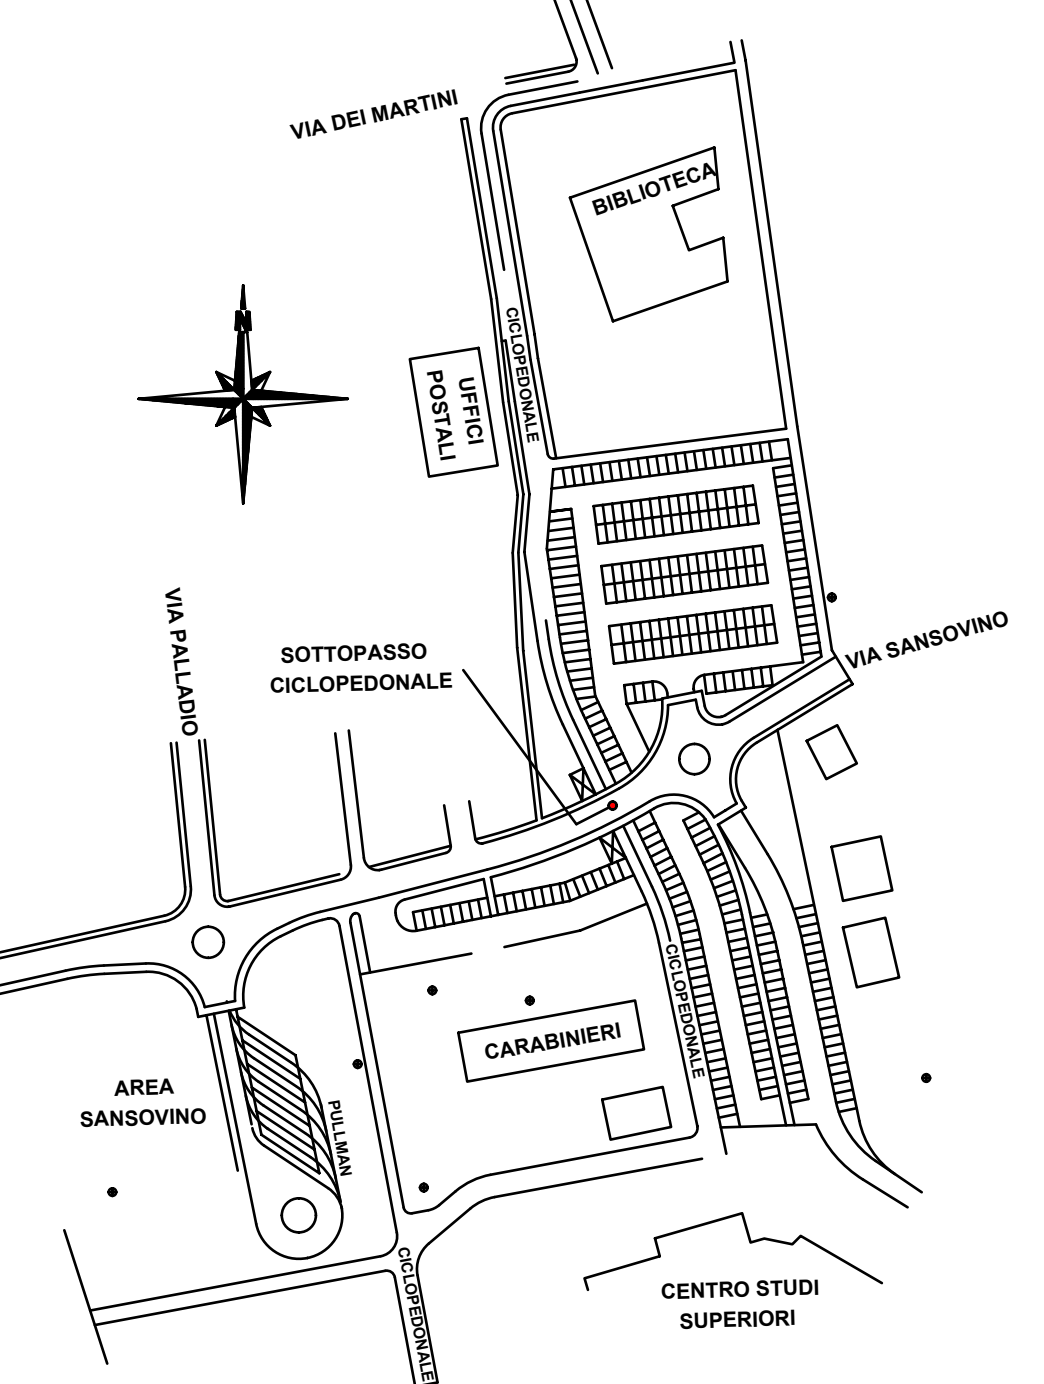 VIA DEI MARTINI
BIBLIOTECA
N
CICLOPEDONALE
UFFICI
POSTALI
VIA PALLADIO
SOTTOPASSO
CICLOPEDONALE
VIA SANSOVINO
CICLOPEDONALE
CARABINIERI
AREA
SANSOVINO
PULLMAN
CICLOPEDONALE
CENTRO STUDI
SUPERIORI